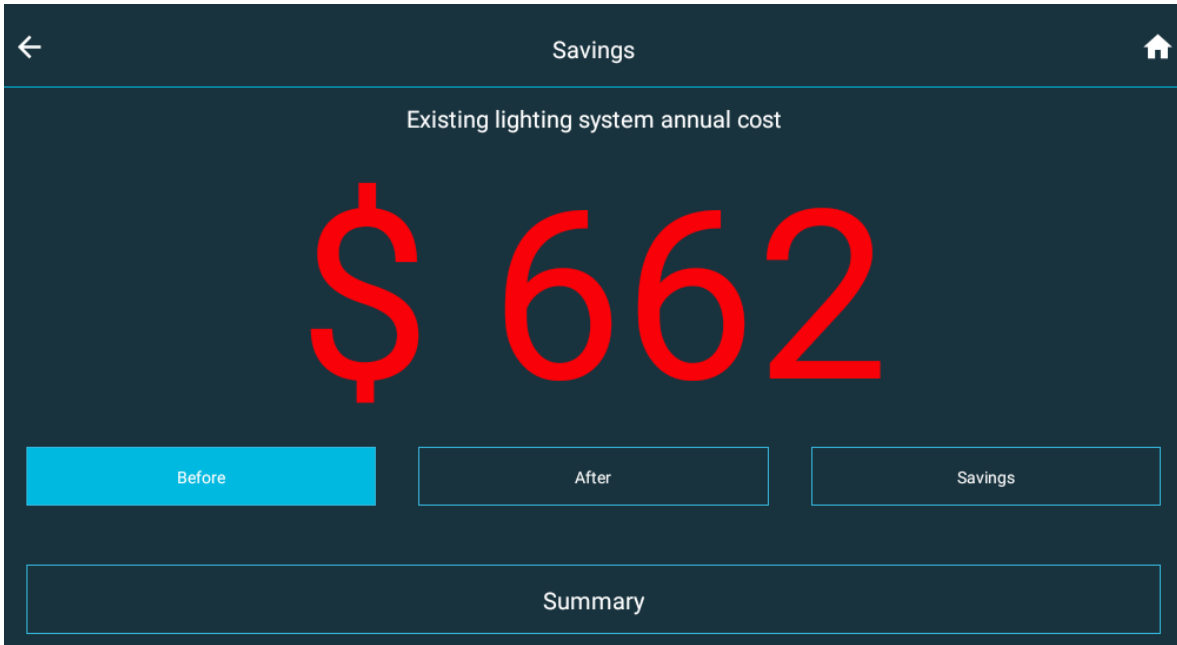 Savings
Existing lighting system annual cost
$ 662
Before After Savings
Summary